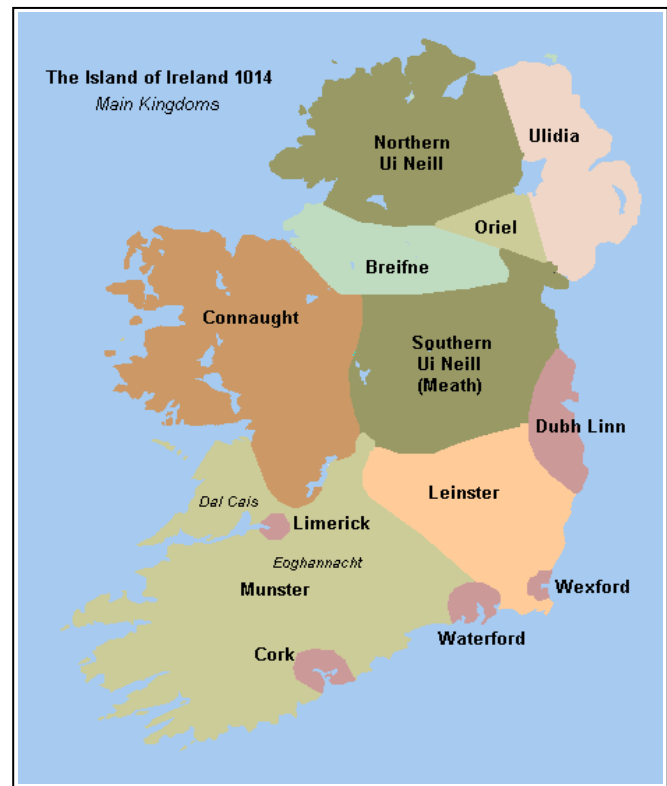 The Island of Ireland 1014
Main Kingdoms
Northern
Ui Neill
Ulidia
Oriel
Breifne
Connaught
Southern
Ui Neill
(Meath)
Dubh Linn
Leinster
Dal Cais
Limerick
Eoghannacht
Munster
Wexford
Waterford
Cork